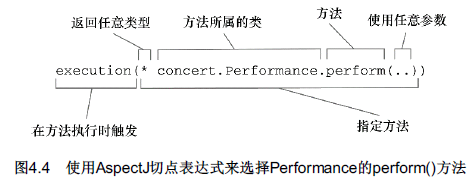 返回任意类型 方法所属的类 方法 使用任意参数
execution(* concert.Performance.perform(..))
在方法执行时触发 指定方法
图4.4 使用AspectJ切点表达式来选择Performance的perform()方法